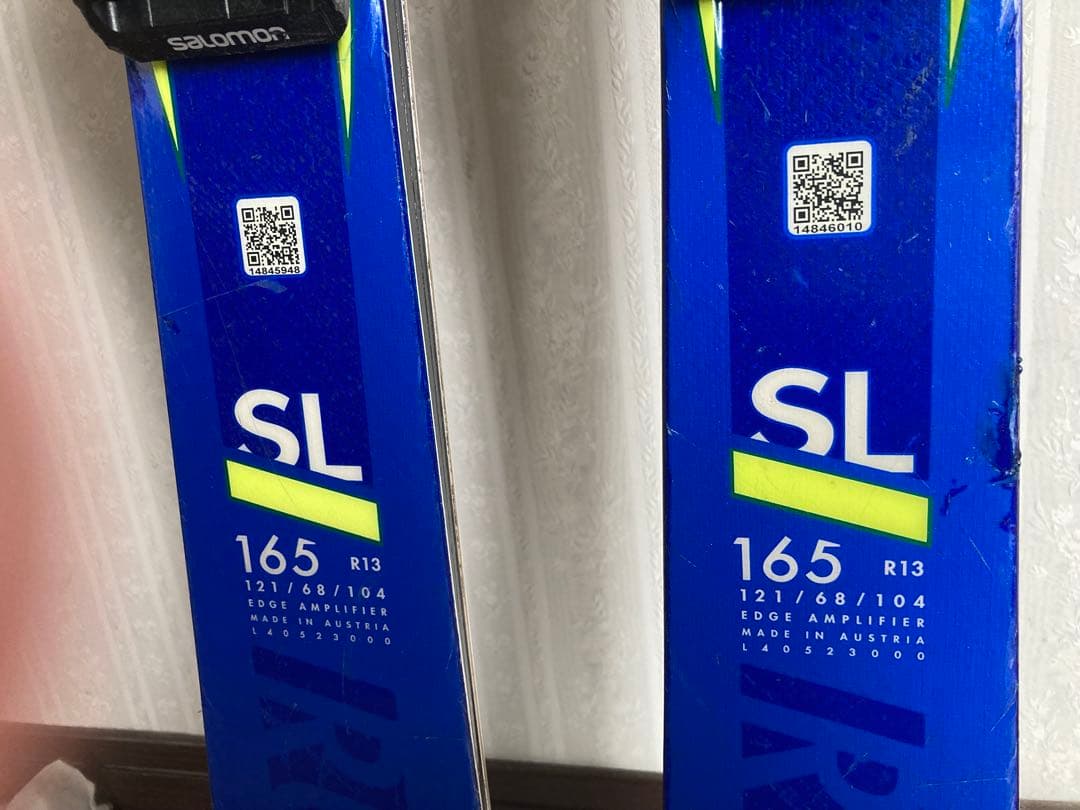 salomon
14845948
SL
165 R13
121/68/104
EDGE AMPLIFIER
MADE IN AUSTRIA
L40523000
14846010
SL
165 R13
121/68/104
EDGE AMPLIFIER
MADE IN AUSTRIA
L40523000